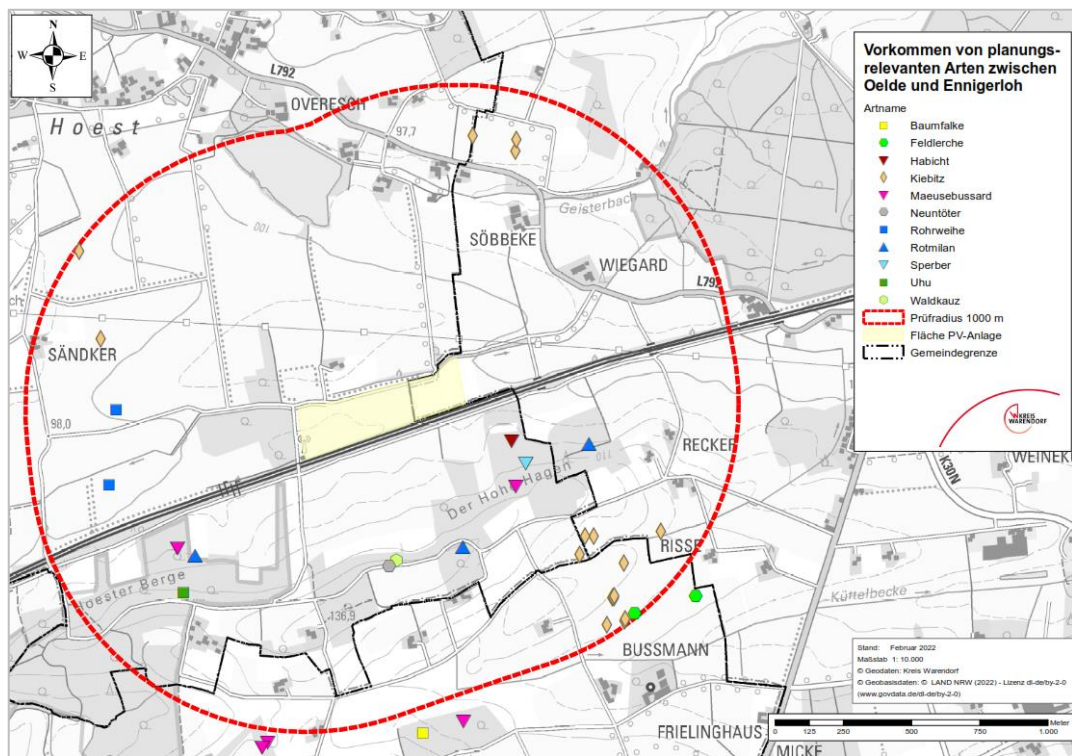 N
W
E
S
L792
OVERESCH
Hoest
97,7
Geisterbach
SÖBBEKE
WIEGARD
L792
100
SÄNDKER
98,0
RECKER
110
Der Hohe Hagen
RISSE
Hoester Berge
136,9
BUSSMANN
Küttelbecke
FRIELINGHAUS
MICKE
K30N
WEINEK
Vorkommen von planungs-
relevanten Arten zwischen
Oelde und Ennigerloh
Artname
Baumfalke
Feldlerche
Habicht
Kiebitz
Maeusebussard
Neuntöter
Rohrweihe
Rotmilan
Sperber
Uhu
Waldkauz
Prüfradius 1000 m
Fläche PV-Anlage
Gemeindegrenze
KREIS
WARENDORF
Stand: Februar 2022
Maßstab 1: 10.000
© Geodaten: Kreis Warendorf
© Geobasisdaten: © LAND NRW (2022) - Lizenz dl-de/by-2-0
(www.govdata.de/dl-de/by-2-0)
0 125 250 500 750 1.000 Meter